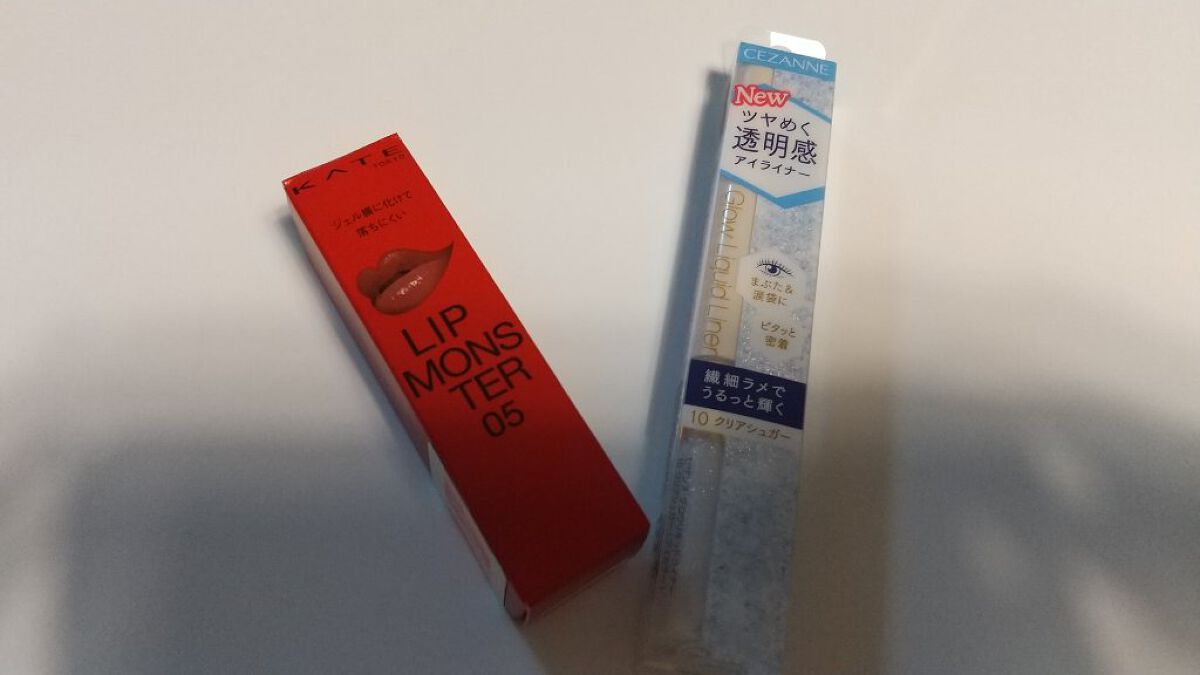 KATE
TOKYO
ジェル膜に化けて
落ちにくい
LIP
MONS
TER
05
CEZANNE
New
ツヤめく
透明感
アイライナー
Glow Liquid Liner
まぶた&
涙袋に
ピタッと
密着
繊細ラメで
うるっと輝く
10 クリアシュガー